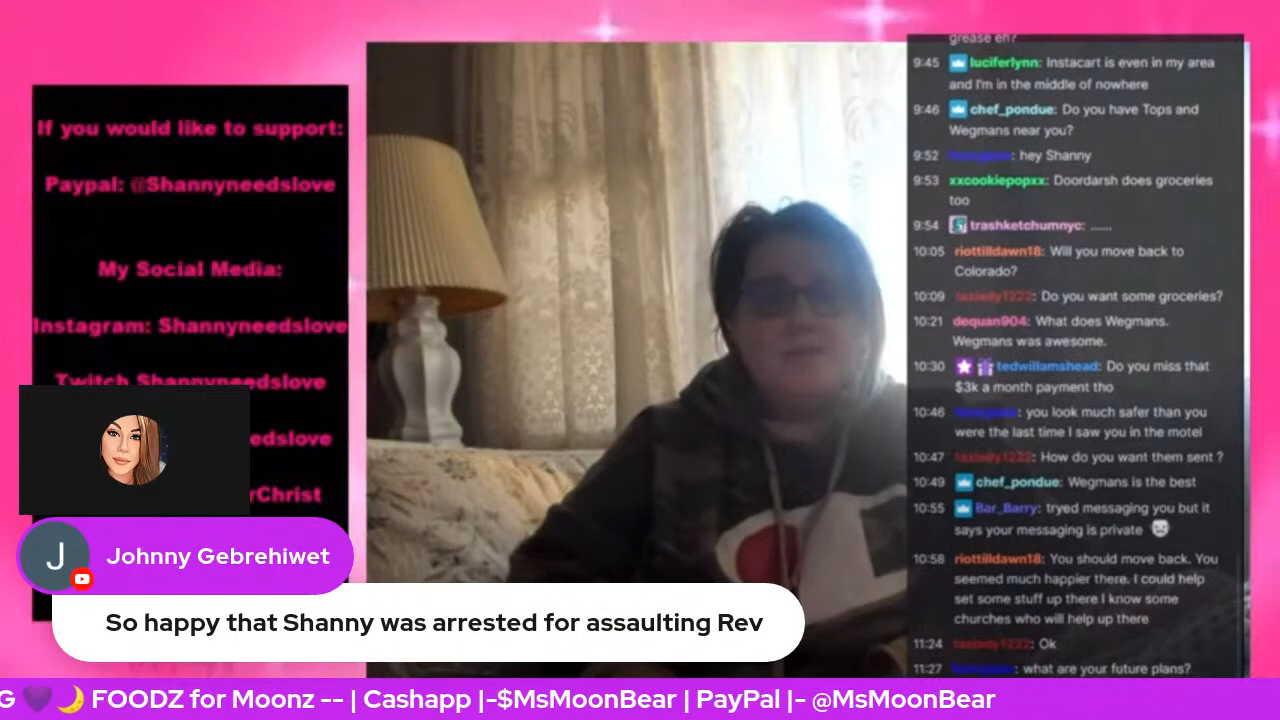 If you would like to support:
Paypal: @Shannyneedslove
My Social Media:
Instagram: Shannyneedslove
Twitch Shannyneedslove
edslove
rChrist
grease eh?
9:45 luciferlynn: Instacart is even in my area
and I'm in the middle of nowhere
9:46 chef_pondue: Do you have Tops and
Wegmans near you?
9:52 : hey Shanny
9:53 xxcookiepopxx: Doordarsh does groceries
too
9:54 trashketchumnyc: ......
10:05 riottilldawn18: Will you move back to
Colorado?
10:09 : Do you want some groceries?
10:21 dequan904: What does Wegmans.
Wegmans was awesome.
10:30 tedwillamshead: Do you miss that
$3k a month payment tho
10:46 : you look much safer than you
were the last time I saw you in the motel
10:47 : How do you want them sent ?
10:49 chef_pondue: Wegmans is the best
10:55 Bar_Barry: tryed messaging you but it
says your messaging is private
10:58 riottilldawn18: You should move back. You
seemed much happier there. I could help
set some stuff up there I know some
churches who will help up there
11:24 : Ok
11:27 : what are your future plans?
J
Johnny Gebrehiwet
So happy that Shanny was arrested for assaulting Rev
G 💜🌙 FOODZ for Moonz -- | Cashapp |-$MsMoonBear | PayPal |- @MsMoonBear